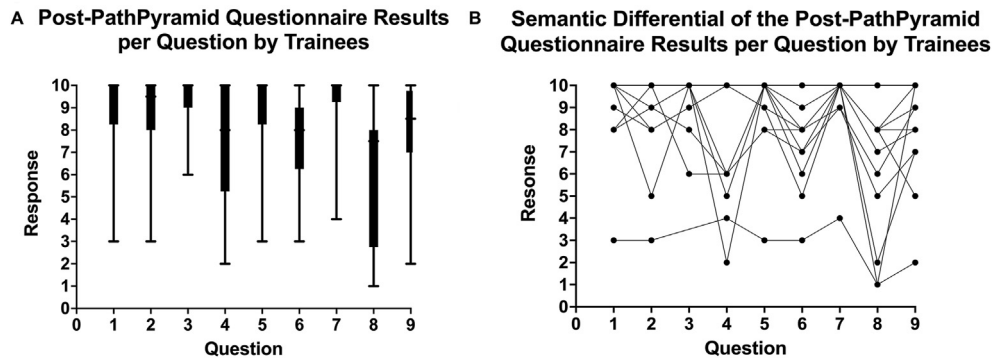 A Post-PathPyramid Questionnaire Results
per Question by Trainees
10
9
8
7
6
5
4
3
2
1
0
Response
0 1 2 3 4 5 6 7 8 9
Question
B Semantic Differential of the Post-PathPyramid
Questionnaire Results per Question by Trainees
10
9
8
7
6
5
4
3
2
1
0
Resonse
0 1 2 3 4 5 6 7 8 9
Question